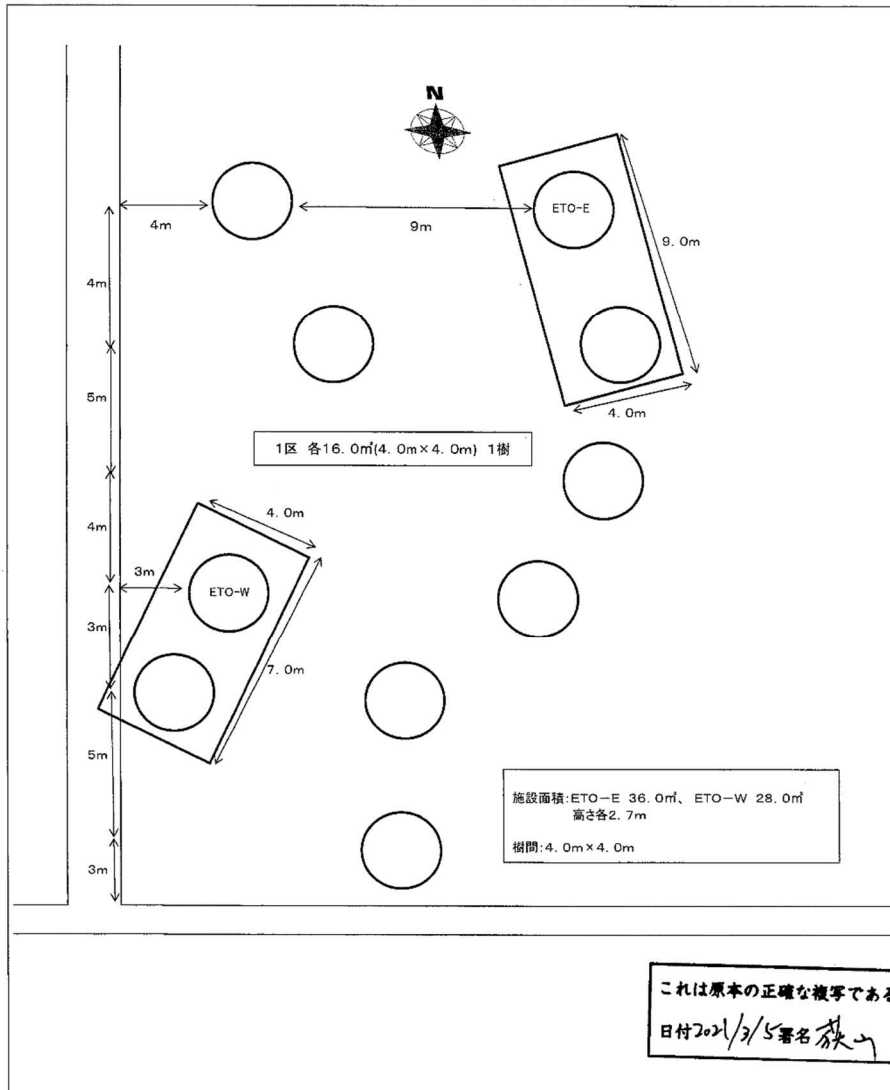 N
ETO-E
4m
9m
9.0m
4m
4.0m
5m
1区 各16.0㎡(4.0m×4.0m) 1樹
4.0m
4m
3m
ETO-W
3m
7.0m
5m
施設面積:ETO-E 36.0㎡、 ETO-W 28.0㎡
高さ各2.7m
樹間:4.0m×4.0m
3m
これは原本の正確な複写である
日付2021/3/5署名